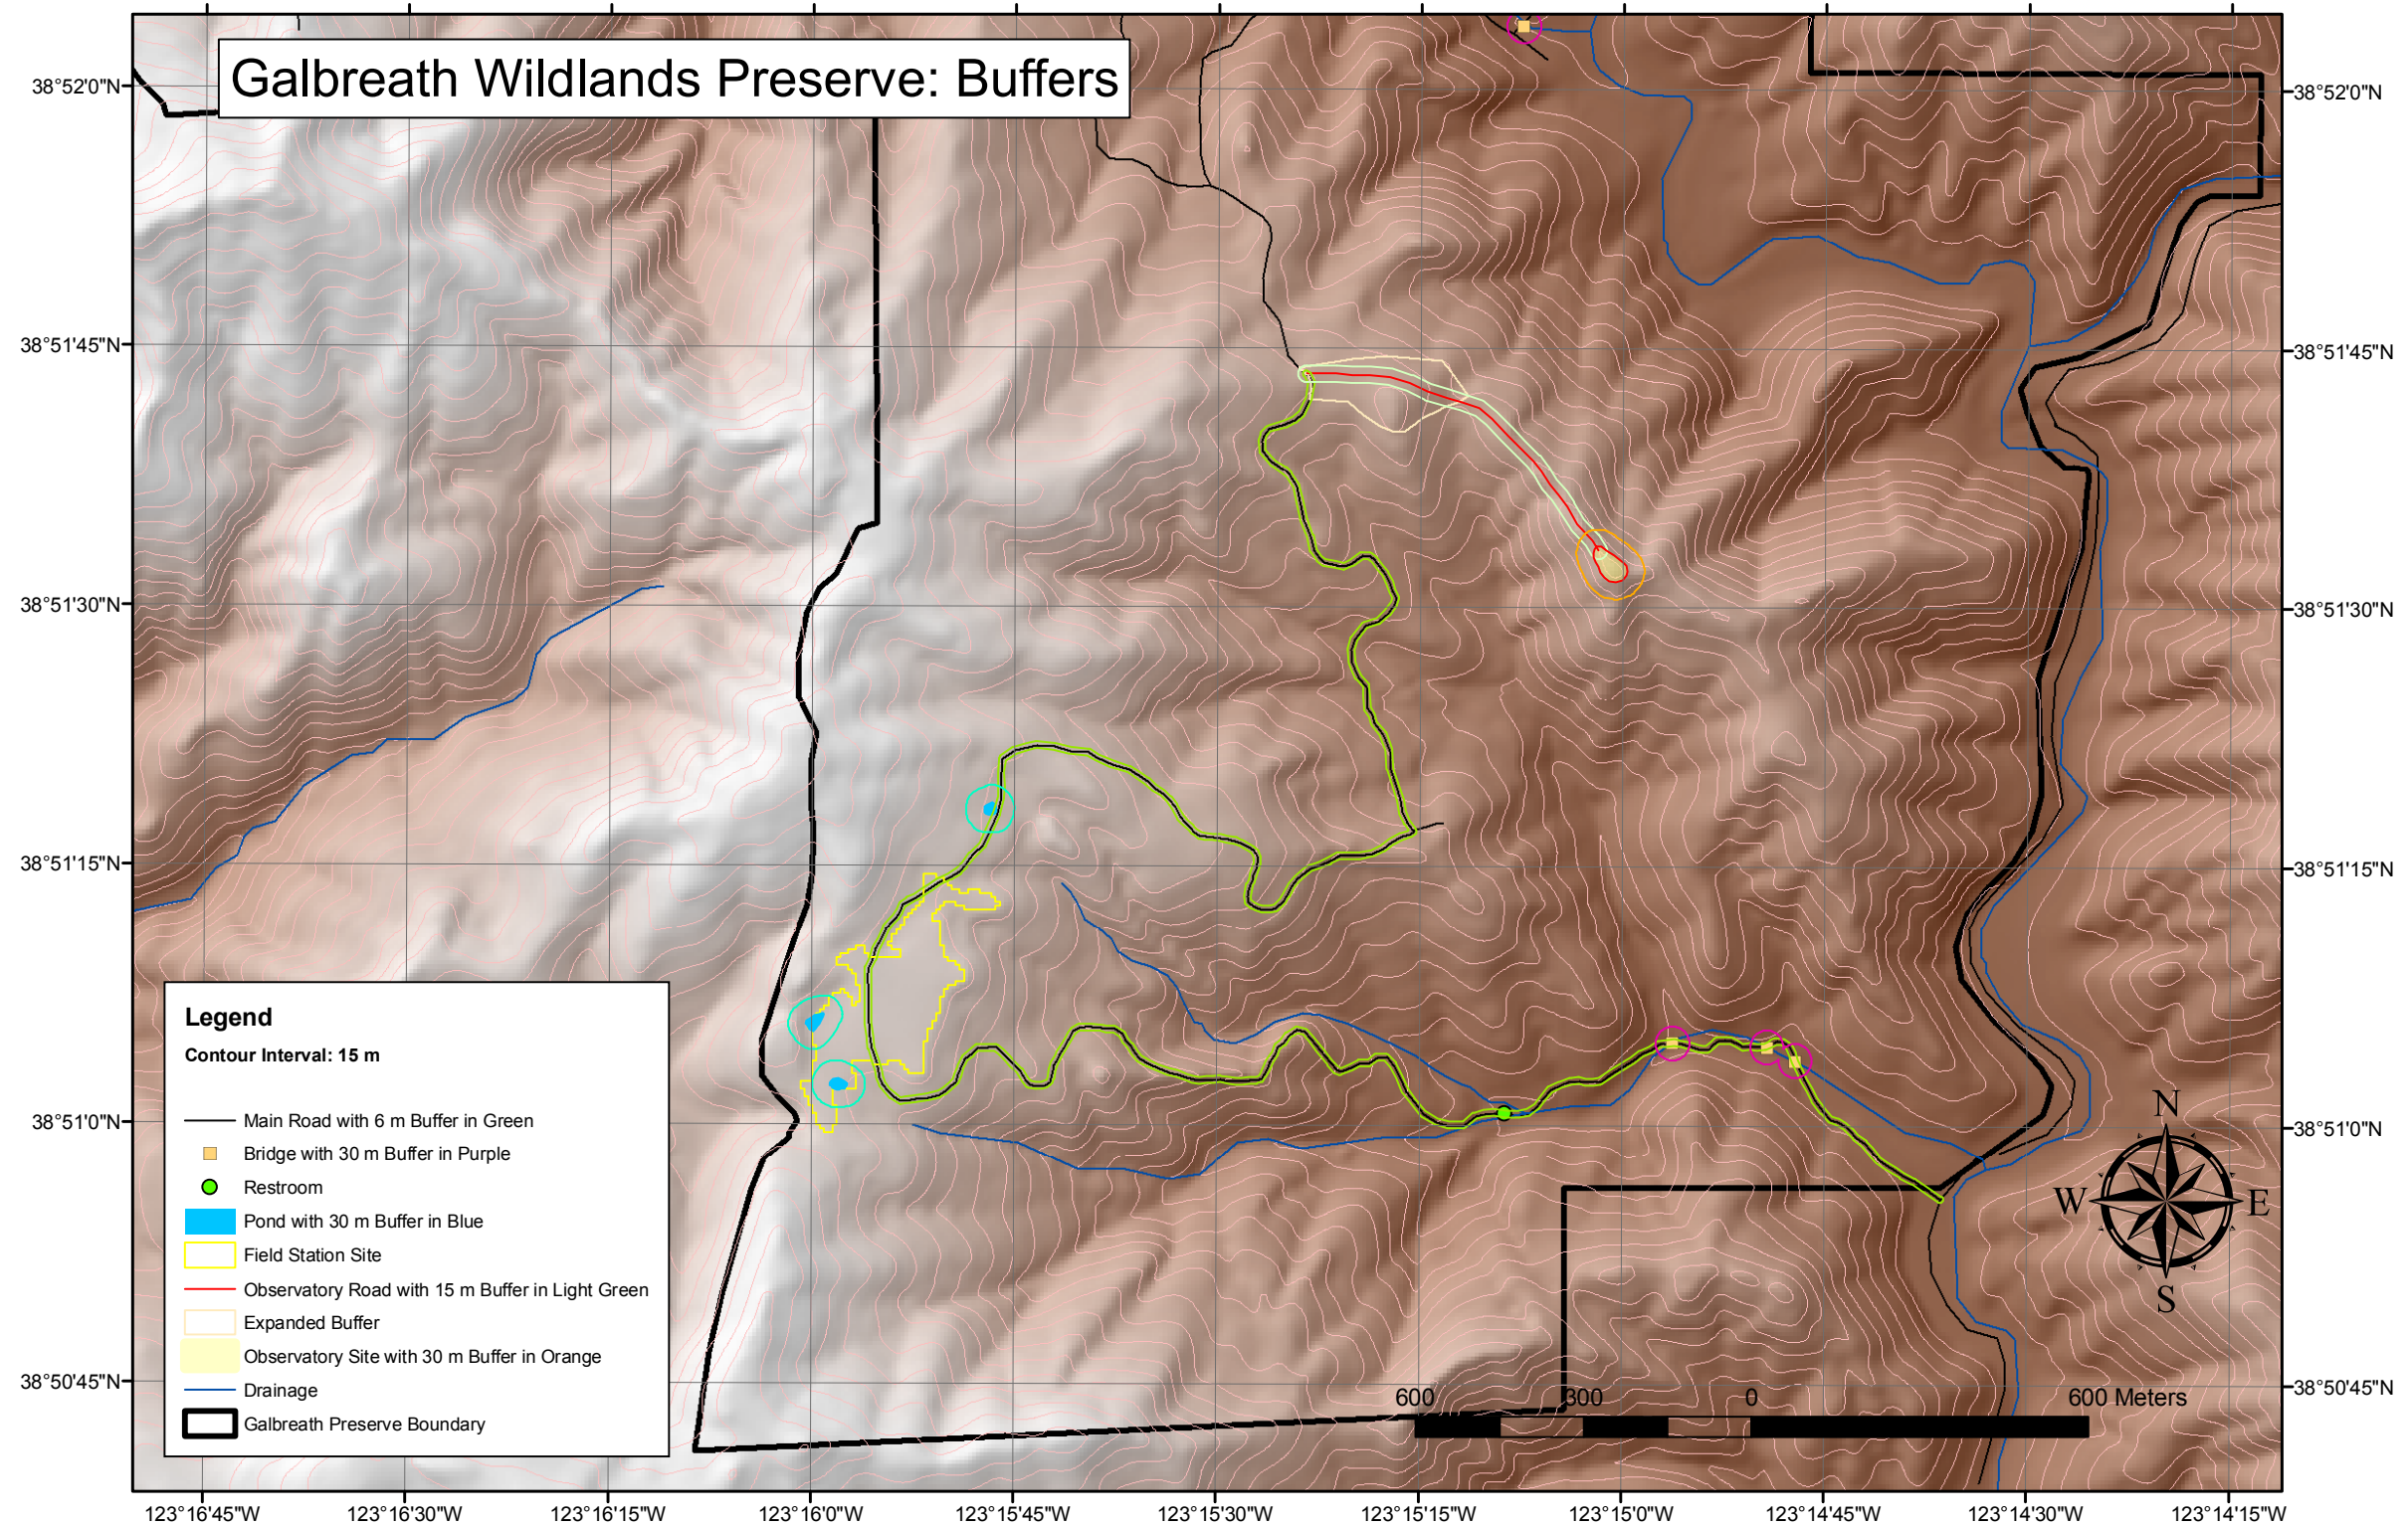 Galbreath Wildlands Preserve: Buffers
38°52'0"N
38°52'0"N
38°51'45"N
38°51'45"N
38°51'30"N
38°51'30"N
38°51'15"N
38°51'15"N
38°51'0"N
38°51'0"N
38°50'45"N
38°50'45"N
Legend
Contour Interval: 15 m
Main Road with 6 m Buffer in Green
Bridge with 30 m Buffer in Purple
Restroom
Pond with 30 m Buffer in Blue
Field Station Site
Observatory Road with 15 m Buffer in Light Green
Expanded Buffer
Observatory Site with 30 m Buffer in Orange
Drainage
Galbreath Preserve Boundary
N
W E
S
600 300 0 600 Meters
123°16'45"W 123°16'30"W 123°16'15"W 123°16'0"W 123°15'45"W 123°15'30"W 123°15'15"W 123°15'0"W 123°14'45"W 123°14'30"W 123°14'15"W